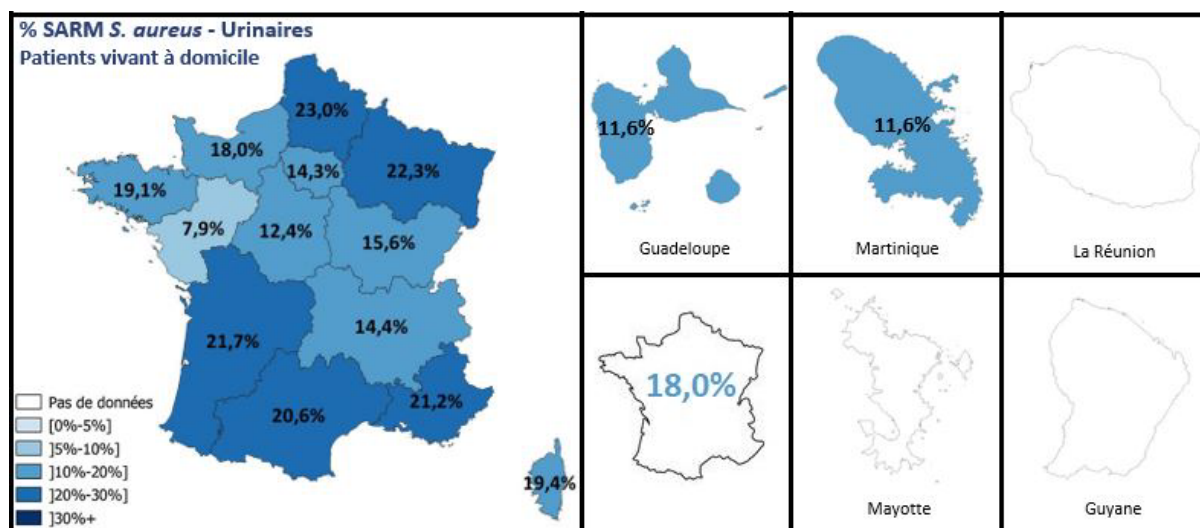 % SARM S. aureus - Urinaires
Patients vivant à domicile
23,0%
18,0%
14,3%
22,3%
19,1%
7,9%
12,4%
15,6%
14,4%
21,7%
20,6%
21,2%
19,4%
Pas de données
[0%-5%]
]5%-10%]
]10%-20%]
]20%-30%]
]30%+
11,6%
Guadeloupe
11,6%
Martinique
La Réunion
18,0%
Mayotte
Guyane